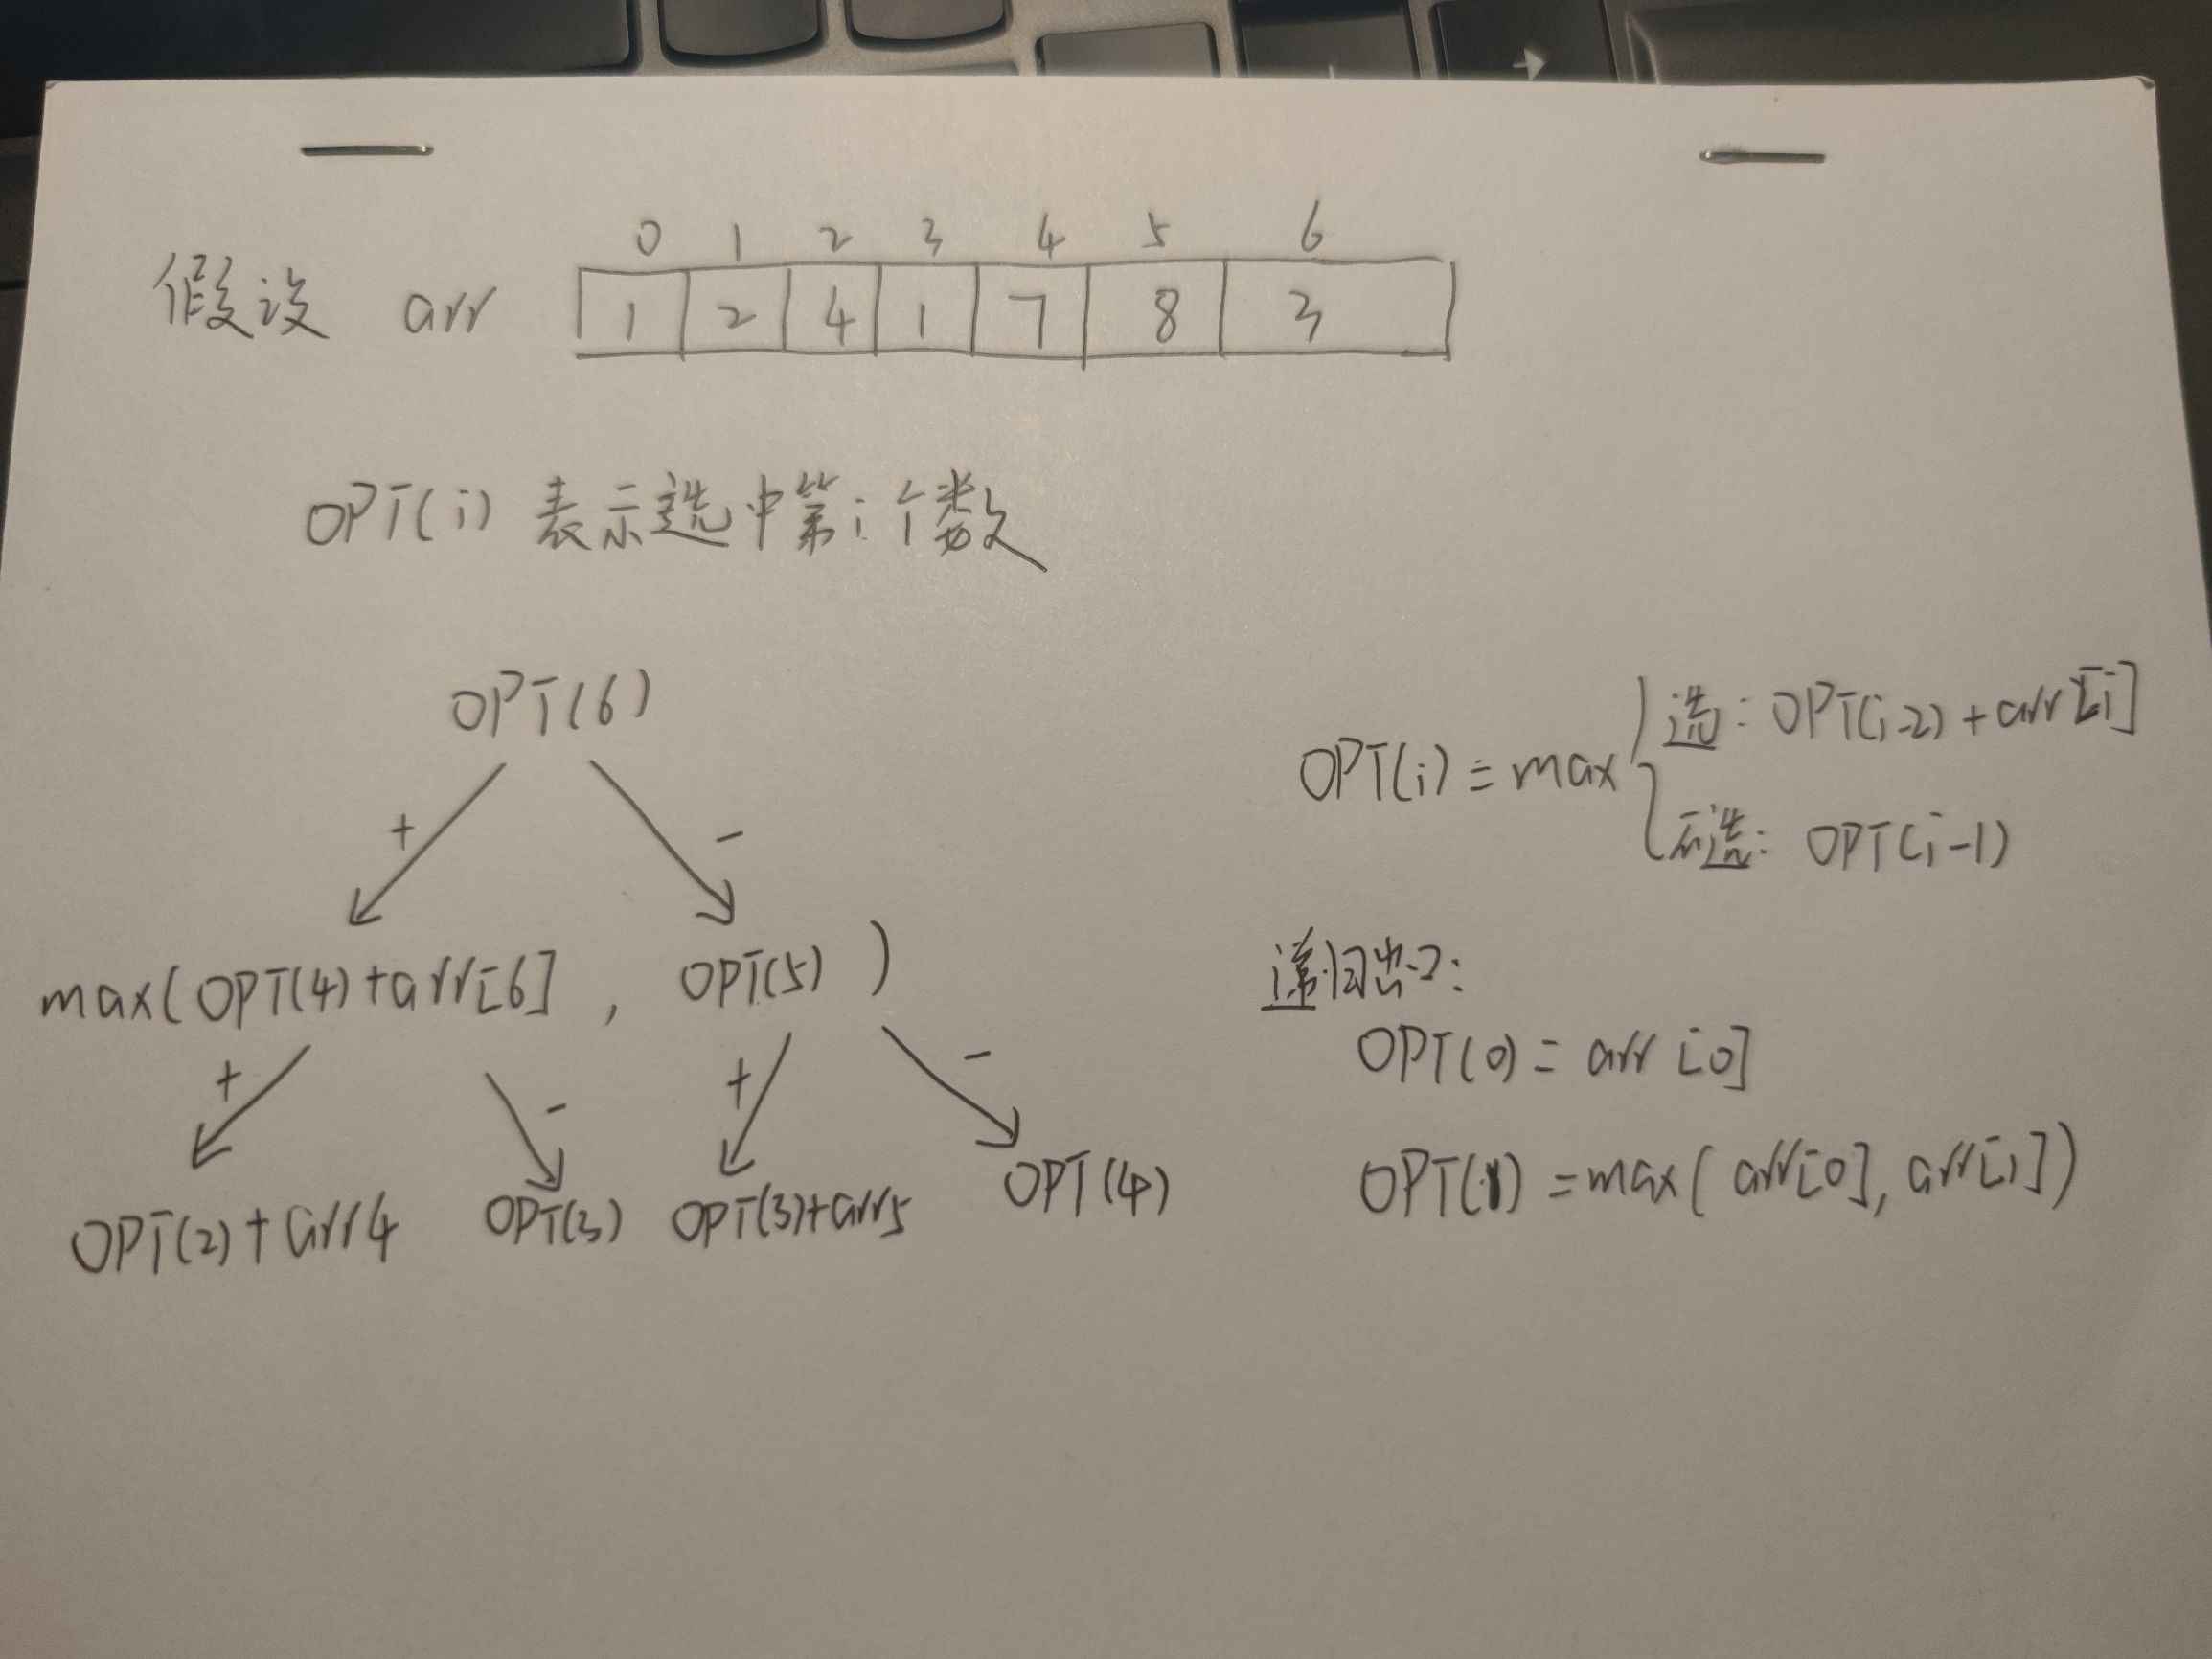 0 1 2 3 4 5 6
假设 arr 1 2 4 1 7 8 3
OPT(i) 表示选中第i个数
OPT(6)
+ -
max(OPT(4)+arr[6] , OPT(5) )
+ - + -
OPT(2)+arr4 OPT(3) OPT(3)+arr5 OPT(4)
OPT(i)=max
选: OPT(i-2)+arr[i]
不选: OPT(i-1)
递归出口:
OPT(0)= arr[0]
OPT(1)=max( arr[0], arr[1])